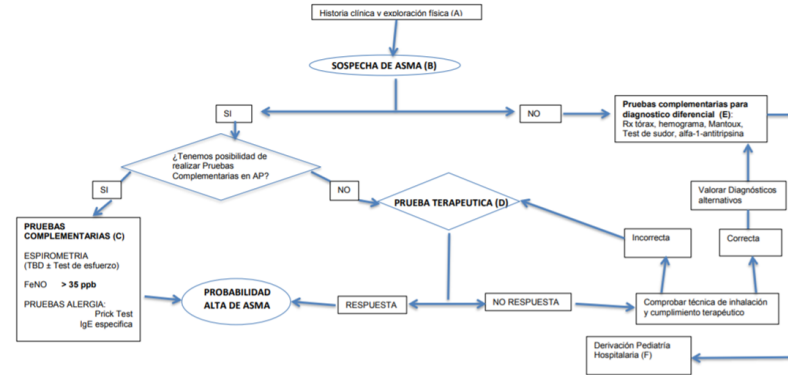 Historia clínica y exploración física (A)
SOSPECHA DE ASMA (B)
SI
NO
Pruebas complementarias para
diagnostico diferencial (E):
Rx tórax, hemograma, Mantoux,
Test de sudor, alfa-1-antitripsina
¿Tenemos posibilidad de
realizar Pruebas
Complementarias en AP?
SI
NO
PRUEBA TERAPEUTICA (D)
Valorar Diagnósticos
alternativos
PRUEBAS
COMPLEMENTARIAS (C)
ESPIROMETRIA
(TBD ± Test de esfuerzo)
FeNO > 35 ppb
PRUEBAS ALERGIA:
Prick Test
IgE especifica
Incorrecta
Correcta
PROBABILIDAD
ALTA DE ASMA
RESPUESTA
NO RESPUESTA
Comprobar técnica de inhalación
y cumplimiento terapéutico
Derivación Pediatría
Hospitalaria (F)